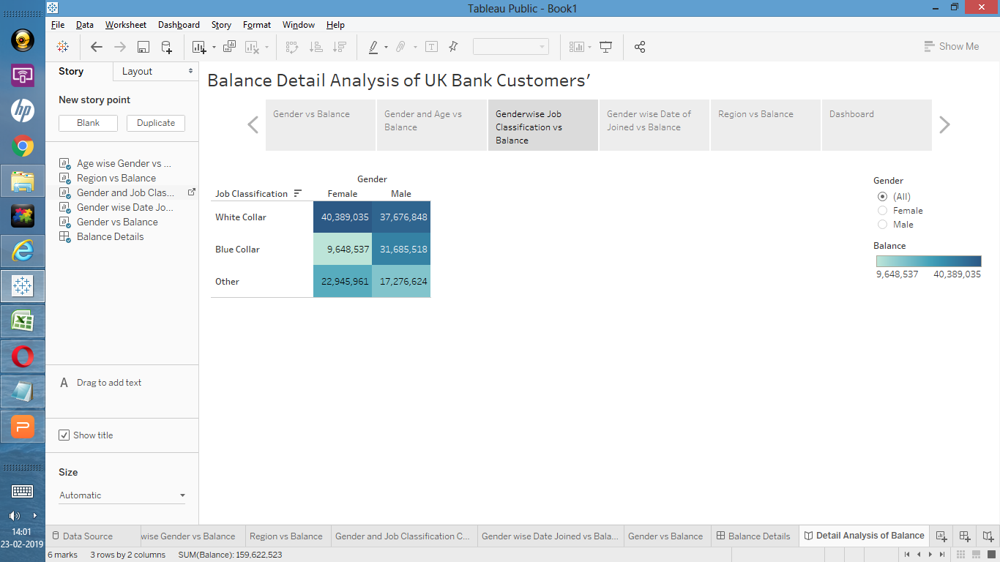 Tableau Public - Book1
File Data Worksheet Dashboard Story Format Window Help
Show Me
Story Layout
New story point
Blank Duplicate
Age wise Gender vs ...
Region vs Balance
Gender and Job Clas...
Gender wise Date Jo...
Gender vs Balance
Balance Details
A Drag to add text
Show title
Size
Automatic
Balance Detail Analysis of UK Bank Customers’
Gender vs Balance
Gender and Age vs
Balance
Genderwise Job
Classification vs
Balance
Gender wise Date of
Joined vs Balance
Region vs Balance
Dashboard
Gender
Job Classification Female Male
White Collar 40,389,035 37,676,848
Blue Collar 9,648,537 31,685,518
Other 22,945,961 17,276,624
Gender
(All)
Female
Male
Balance
9,648,537 40,389,035
hp
14:01
23-02-2019
Data Source wise Gender vs Balance Region vs Balance Gender and Job Classification C... Gender wise Date Joined vs Bala... Gender vs Balance Balance Details Detail Analysis of Balance
6 marks 3 rows by 2 columns SUM(Balance): 159,622,523